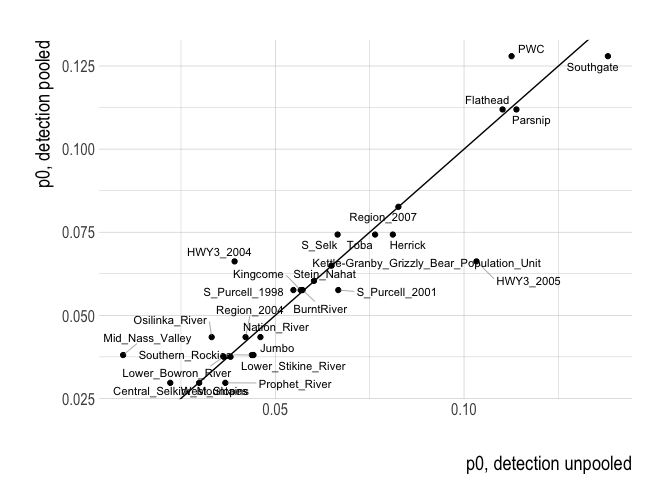 p0, detection pooled
0.125
0.100
0.075
0.050
0.025
PWC
Southgate
Flathead
Parsnip
Region_2007
S_Selk
Toba
Herrick
HWY3_2004
Kettle-Granby_Grizzly_Bear_Population_Unit
Kingcome
Stein_Nahat
HWY3_2005
S_Purcell_1998
S_Purcell_2001
Region_2004
BurntRiver
Osilinka_River
Nation_River
Mid_Nass_Valley
Southern_Rockies
Jumbo
Lower_Stikine_River
Lower_Bowron_River
Prophet_River
0.05
0.10
p0, detection unpooled